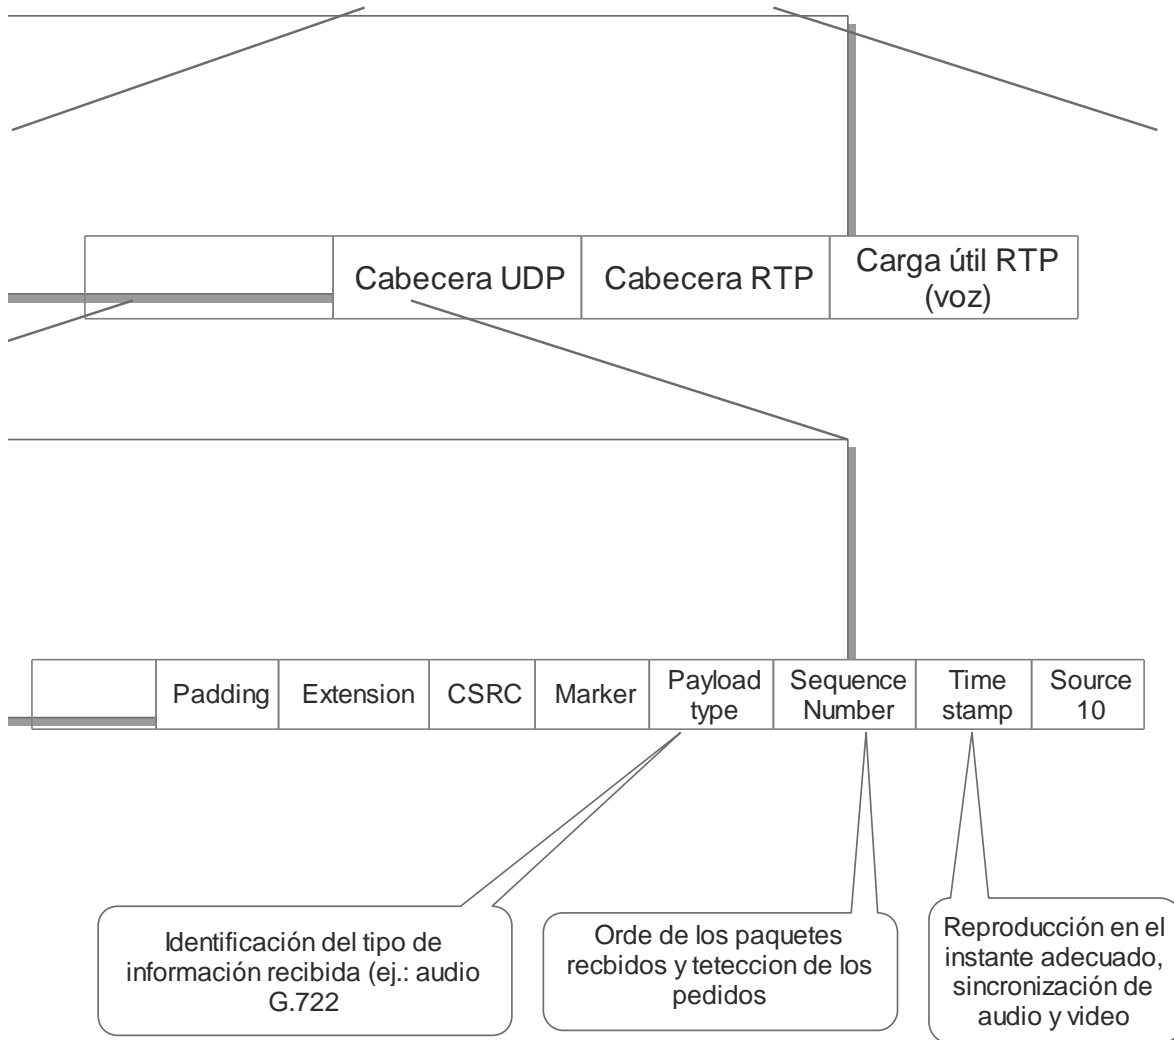 Cabecera UDP
Cabecera RTP
Carga útil RTP
(voz)
Padding
Extension
CSRC
Marker
Payload
type
Sequence
Number
Time
stamp
Source
10
Identificación del tipo de
información recibida (ej.: audio
G.722
Orde de los paquetes
recbidos y teteccion de los
pedidos
Reproducción en el
instante adecuado,
sincronización de
audio y video